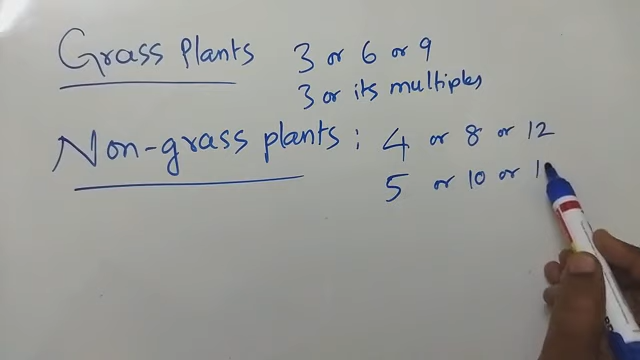 Grass Plants 3 or 6 or 9
3 or its multiples
Non-grass plants : 4 or 8 or 12
5 or 10 or 1